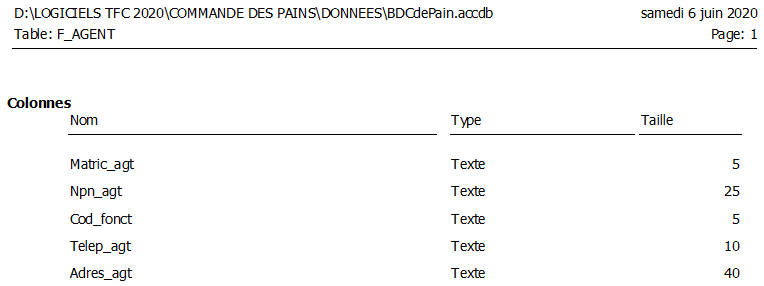 D:\LOGICIELS TFC 2020\COMMANDE DES PAINS\DONNEES\BDCdePain.accdb samedi 6 juin 2020
Table: F_AGENT Page: 1
Colonnes
Nom Type Taille
Matric_agt Texte 5
Npn_agt Texte 25
Cod_fonct Texte 5
Telep_agt Texte 10
Adres_agt Texte 40